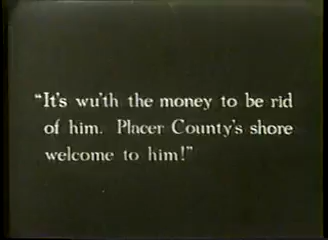 "It's wu'th the money to be rid
of him. Placer County's shore
welcome to him!"